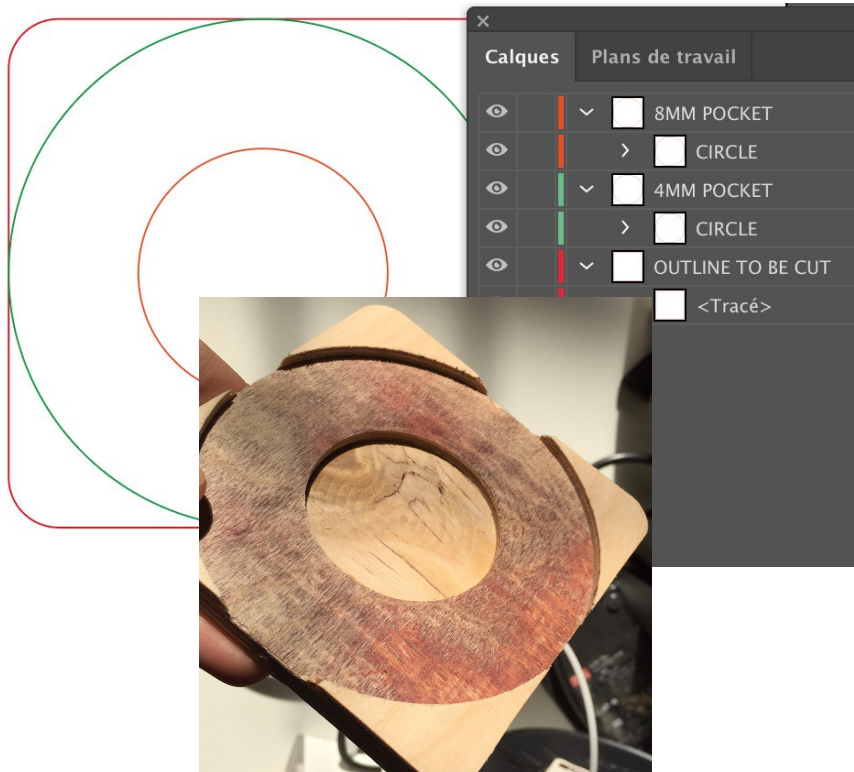 Calques
Plans de travail
8MM POCKET
CIRCLE
4MM POCKET
CIRCLE
OUTLINE TO BE CUT
<Tracé>